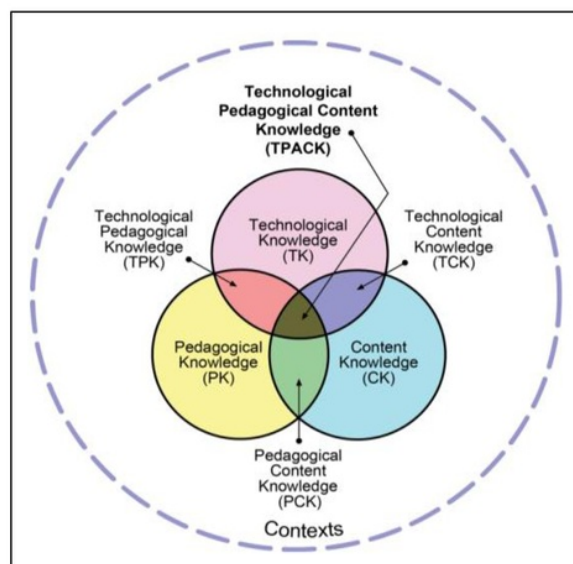 Technological
Pedagogical Content
Knowledge
(TPACK)
Technological
Pedagogical
Knowledge
(TPK)
Technological
Knowledge
(TK)
Technological
Content
Knowledge
(TCK)
Pedagogical
Knowledge
(PK)
Content
Knowledge
(CK)
Pedagogical
Content
Knowledge
(PCK)
Contexts